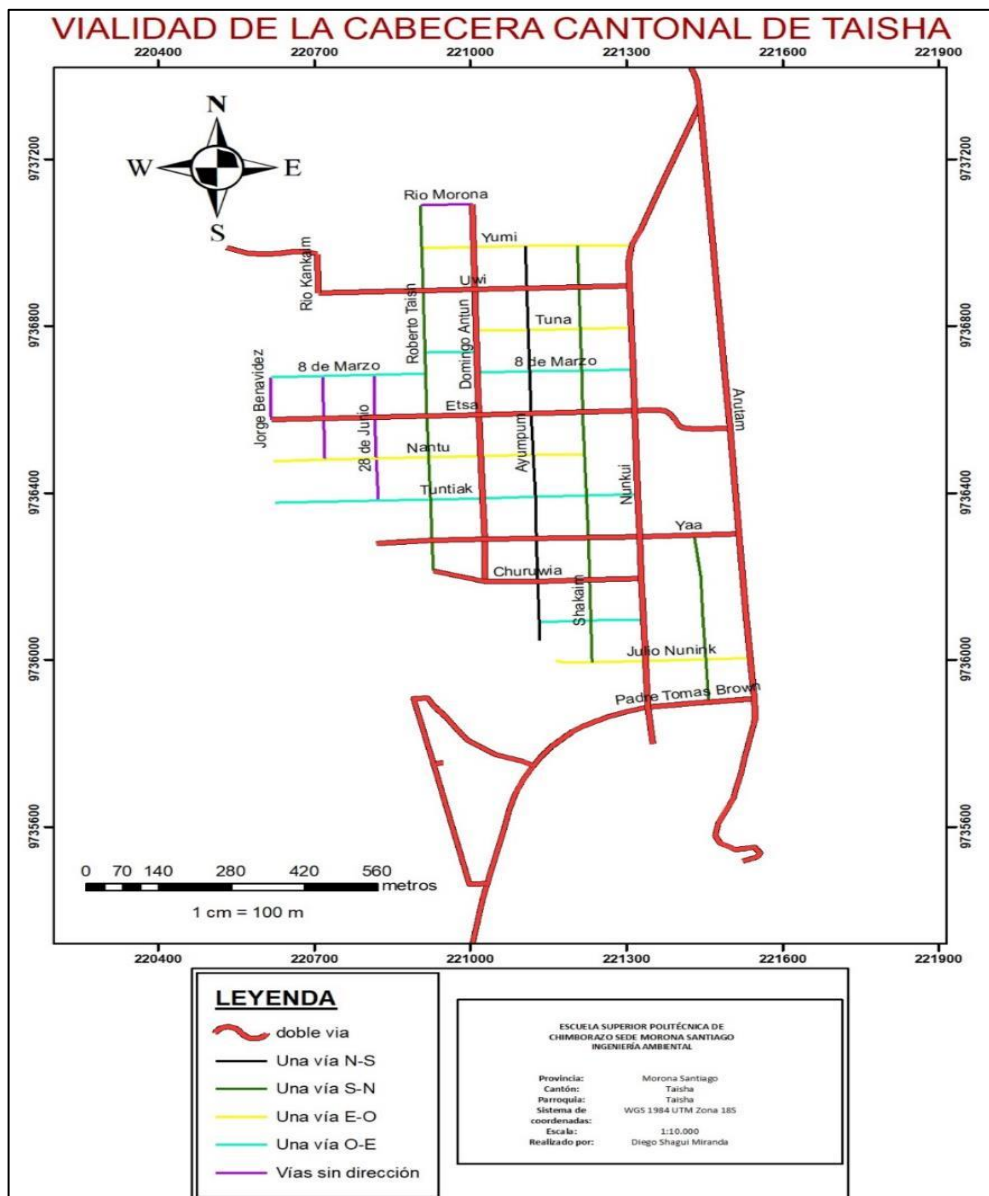 VIALIDAD DE LA CABECERA CANTONAL DE TAISHA
220400 220700 221000 221300 221600 221900
9737200 9737200
N
W E
S
Rio Morona
Yumi
Rio Kankaim
Uwi
9736800 9736800
Tuna
Roberto Taish
Domingo Antun
8 de Marzo 8 de Marzo
Jorge Benavidez
Etsa
Arutam
28 de Junio
Ayumpum
Nantu
Nunkui
9736400 9736400
Tuntiak
Yaa
Churuwia
Shakaim
Julio Nunink
9736000 9736000
Padre Tomas Brown
9735600 9735600
0 70 140 280 420 560
metros
1 cm = 100 m
220400 220700 221000 221300 221600 221900
LEYENDA
doble via
Una vía N-S
Una vía S-N
Una vía E-O
Una vía O-E
Vías sin dirección
ESCUELA SUPERIOR POLITÉCNICA DE
CHIMBORAZO SEDE MORONA SANTIAGO
INGENIERÍA AMBIENTAL
Provincia: Morona Santiago
Cantón: Taisha
Parroquia: Taisha
Sistema de WGS 1984 UTM Zona 18S
coordenadas:
Escala: 1:10.000
Realizado por: Diego Shagui Miranda